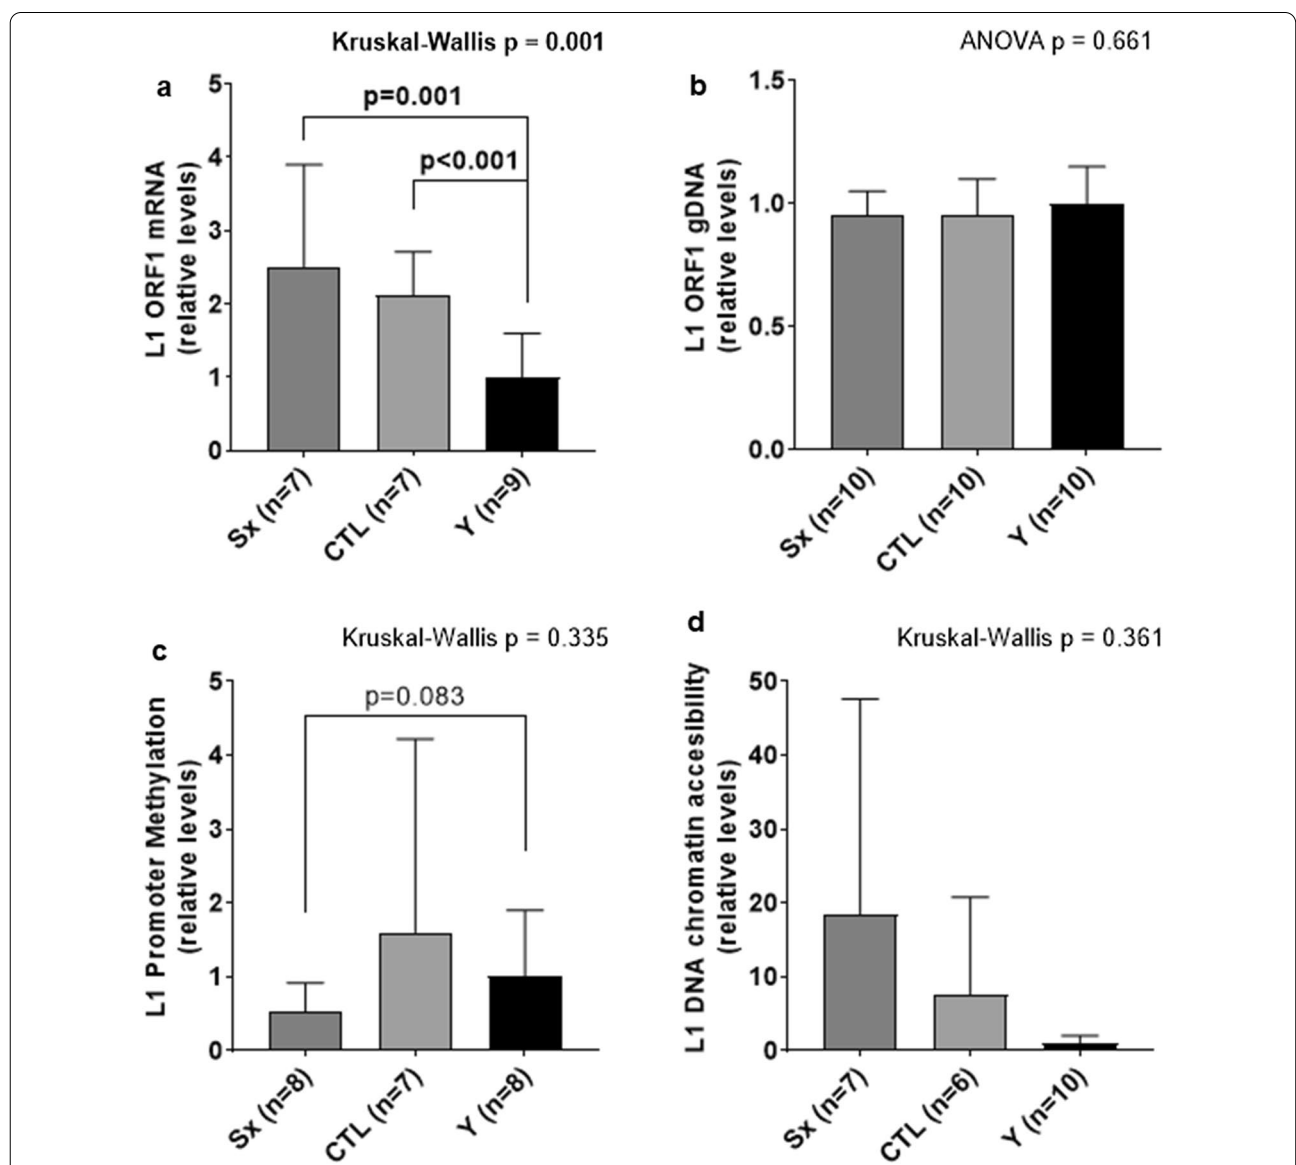 Kruskal-Wallis p = 0.001
a
p=0.001
p<0.001
L1 ORF1 mRNA
(relative levels)
5
4
3
2
1
0
Sx (n=7)
CTL (n=7)
Y (n=9)
ANOVA p = 0.661
b
L1 ORF1 gDNA
(relative levels)
1.5
1.0
0.5
0.0
Sx (n=10)
CTL (n=10)
Y (n=10)
Kruskal-Wallis p = 0.335
c
p=0.083
L1 Promoter Methylation
(relative levels)
5
4
3
2
1
0
Sx (n=8)
CTL (n=7)
Y (n=8)
Kruskal-Wallis p = 0.361
d
L1 DNA chromatin accesibility
(relative levels)
50
40
30
20
10
0
Sx (n=7)
CTL (n=6)
Y (n=10)